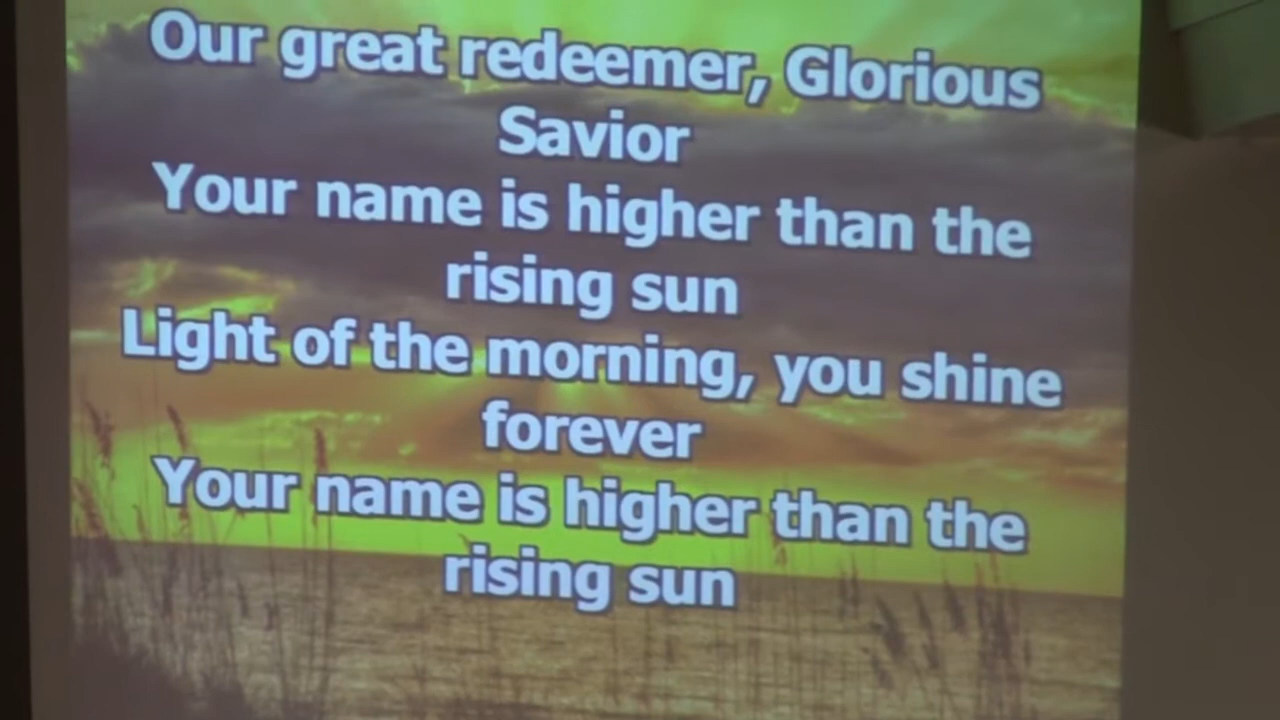 Our great redeemer, Glorious
Savior
Your name is higher than the
rising sun
Light of the morning, you shine
forever
Your name is higher than the
rising sun